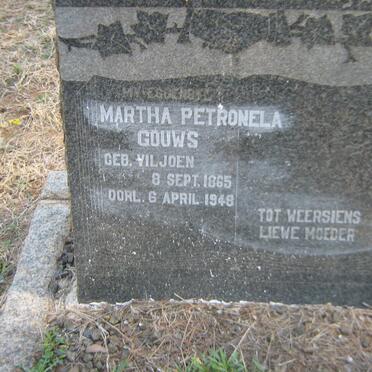 MARTHA PETRONELA
GOUWS
GEB. VILJOEN
8 SEPT. 1865
OORL. 6 APRIL 1948
TOT WEERSIENS
LIEWE MOEDER